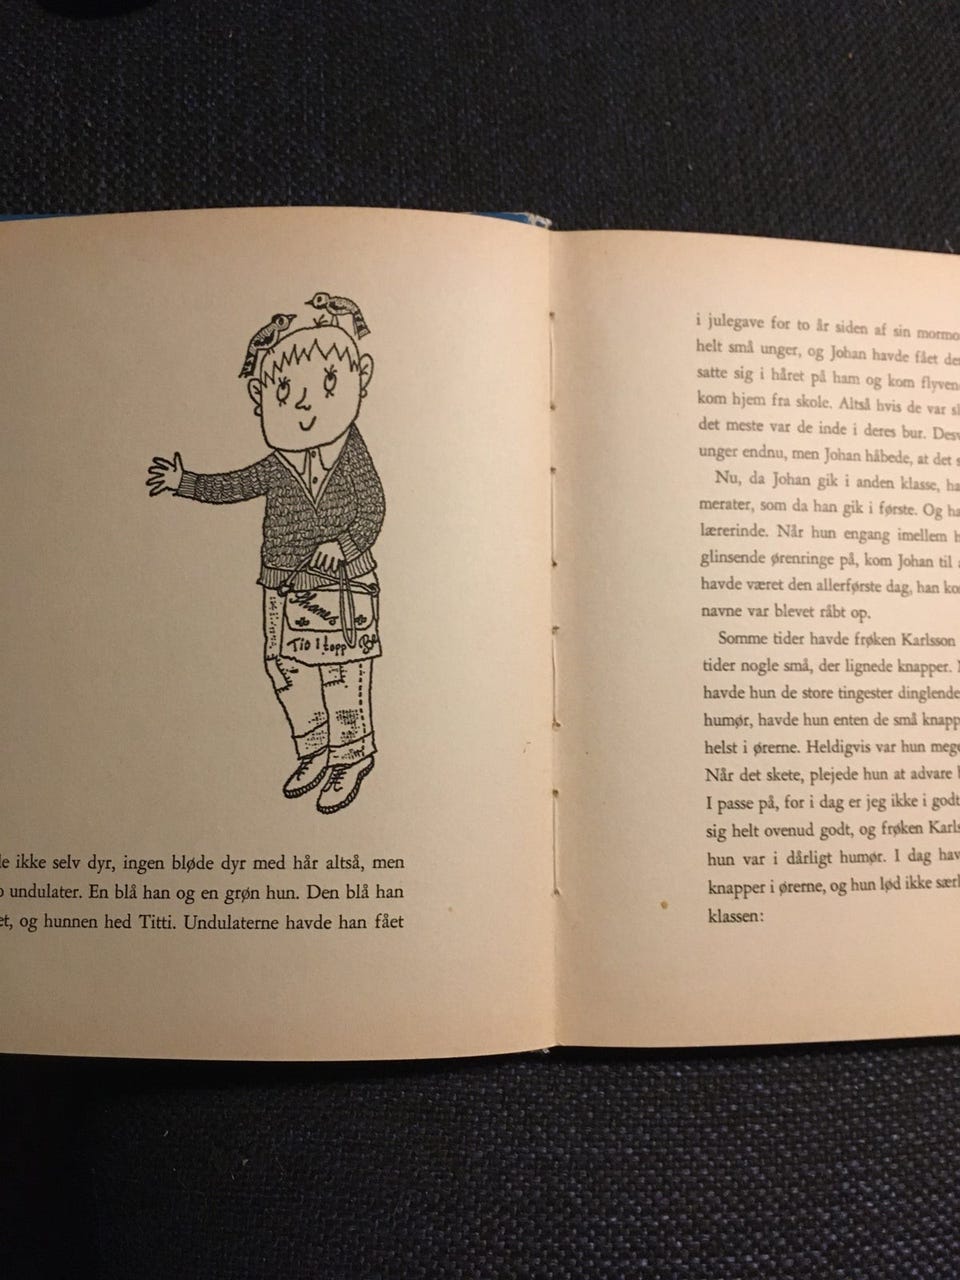 Shanes
Tio i topp
ikke selv dyr, ingen bløde dyr med hår altså, men
undulater. En blå han og en grøn hun. Den blå han
og hunnen hed Titti. Undulaterne havde han fået
i julegave for to år siden af sin
helt små unger, og Johan havde fået
satte sig i håret på ham og kom
kom hjem fra skole. Altså hvis de var
det meste var de inde i deres bur.
unger endnu, men Johan håbede, at det
Nu, da Johan gik i anden klasse,
merater, som da han gik i første. Og
lærerinde. Når hun engang imellem
glinsende ørenringe på, kom Johan til
havde været den allerførste dag, han
navne var blevet råbt op.
Somme tider havde frøken Karlsson
tider nogle små, der lignede knapper.
havde hun de store tingester
humør, havde hun enten de små
helst i ørerne. Heldigvis var hun
Når det skete, plejede hun at advare
I passe på, for i dag er jeg ikke i
sig helt ovenud godt, og frøken
hun var i dårligt humør. I dag
knapper i ørerne, og hun lød ikke
klassen: